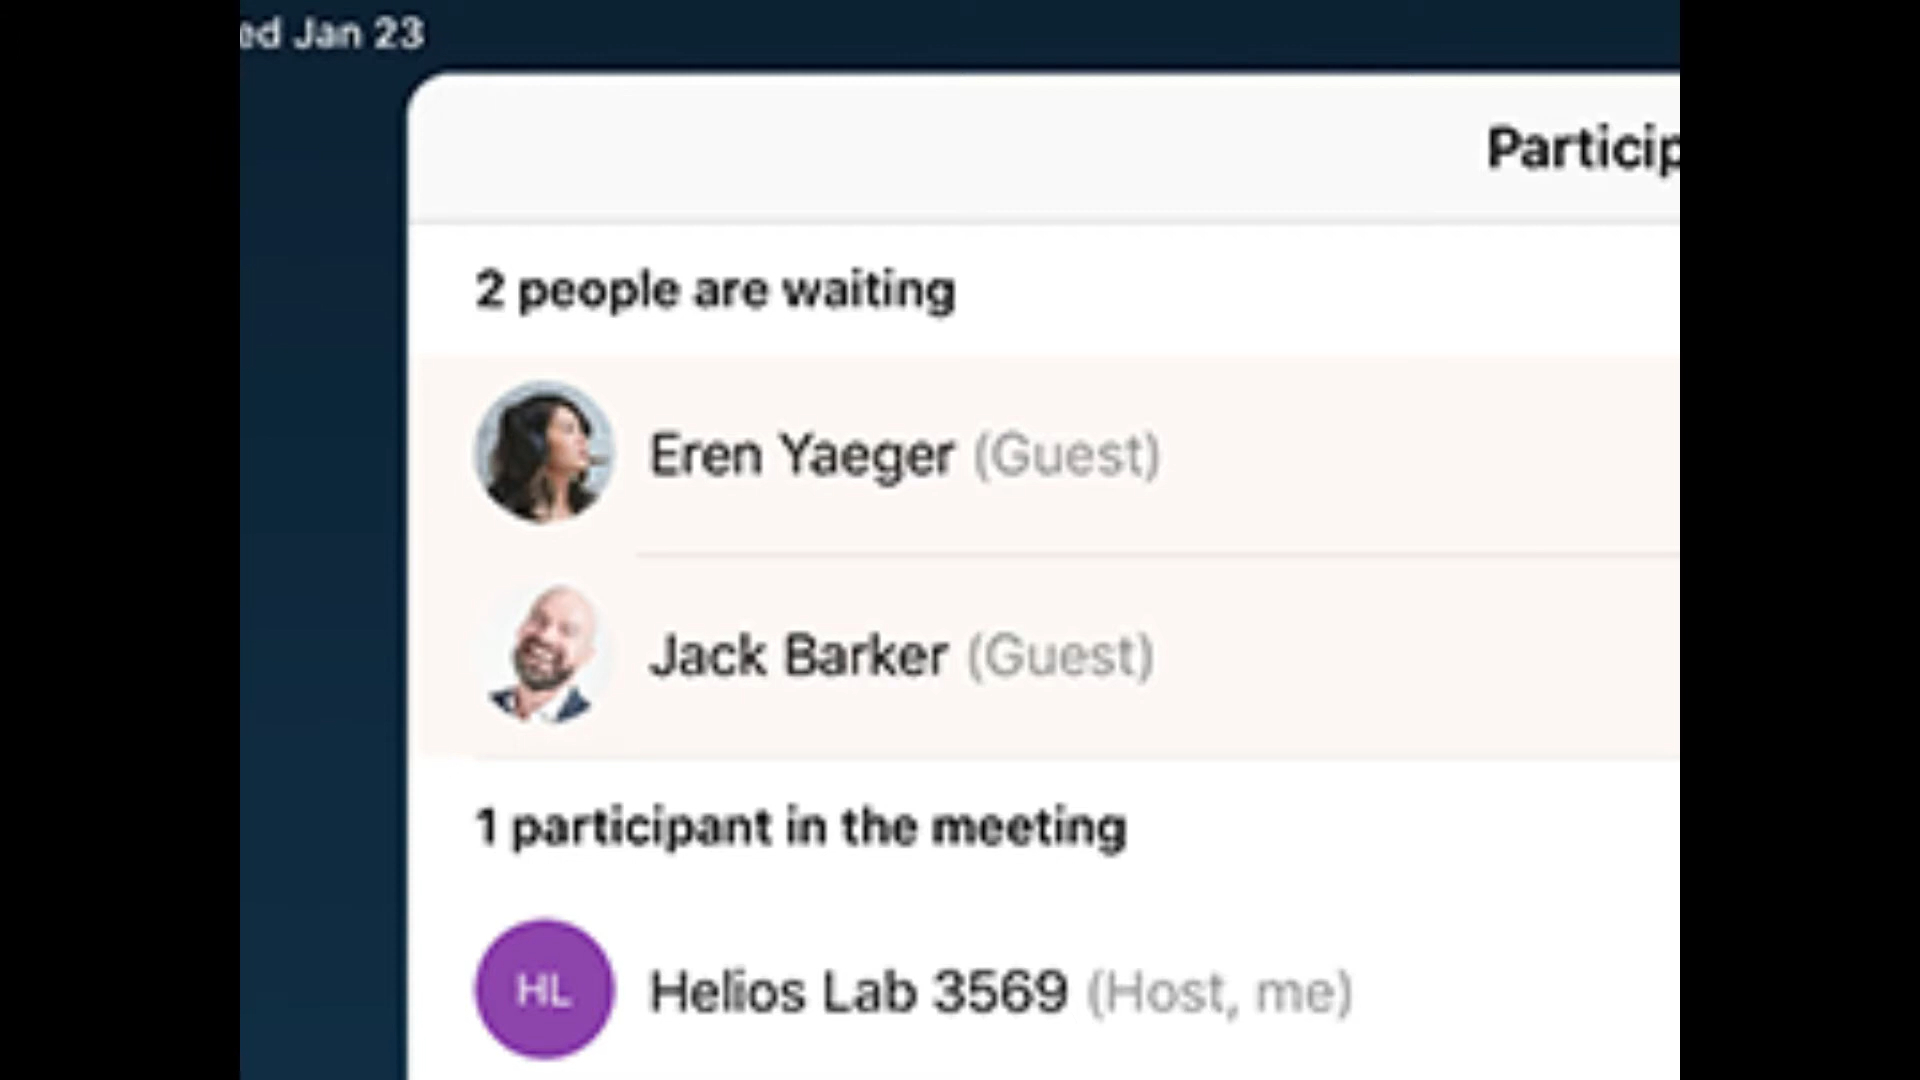 ed Jan 23
Particip
2 people are waiting
Eren Yaeger (Guest)
Jack Barker (Guest)
1 participant in the meeting
HL
Helios Lab 3569 (Host, me)